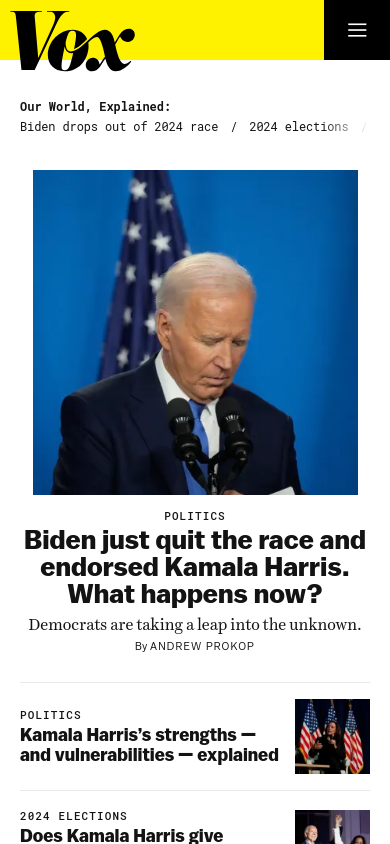 Vox
Our World, Explained:
Biden drops out of 2024 race / 2024 elections /
POLITICS
Biden just quit the race and
endorsed Kamala Harris.
What happens now?
Democrats are taking a leap into the unknown.
By ANDREW PROKOP
POLITICS
Kamala Harris’s strengths —
and vulnerabilities — explained
2024 ELECTIONS
Does Kamala Harris give